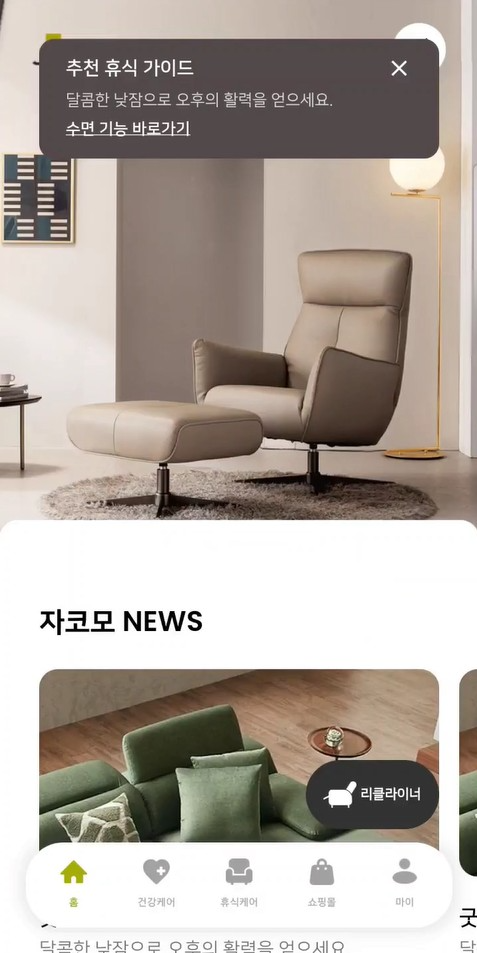 추천 휴식 가이드
달콤한 낮잠으로 오후의 활력을 얻으세요.
수면 기능 바로가기
자코모 NEWS
리클라이너
홈
건강케어
휴식케어
쇼핑몰
마이
굿
달콤한 낮잠으로 오후의 활력을 얻으세요